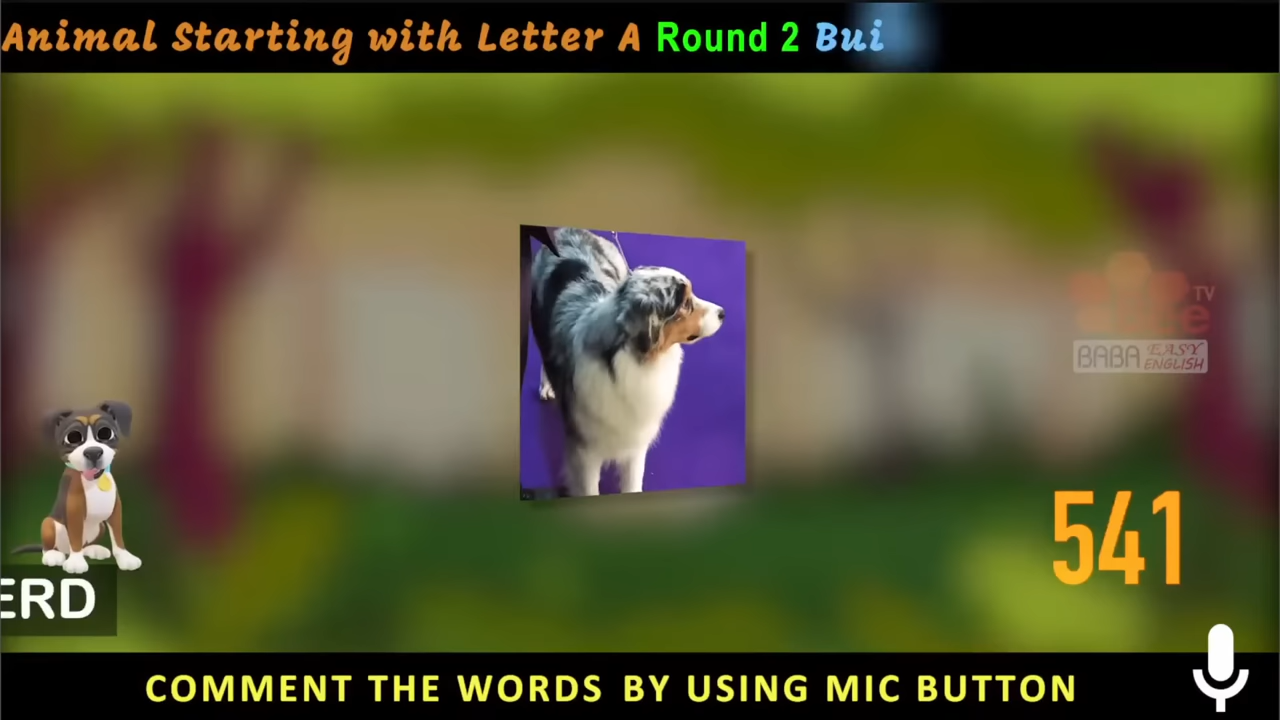 Animal Starting with Letter A Round 2 Bui
TV
BABA EASY ENGLISH
541
ERD
COMMENT THE WORDS BY USING MIC BUTTON